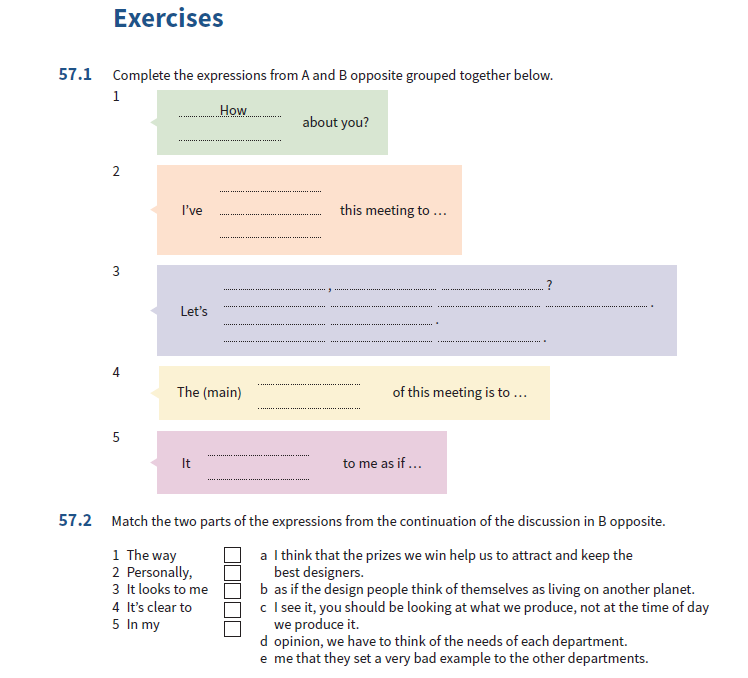 Exercises
57.1 Complete the expressions from A and B opposite grouped together below.
1
How
about you?
2
I've this meeting to …
3
, ?
Let's .
.
.
4
The (main) of this meeting is to …
5
It to me as if …
57.2 Match the two parts of the expressions from the continuation of the discussion in B opposite.
1 The way a I think that the prizes we win help us to attract and keep the
2 Personally, best designers.
3 It looks to me b as if the design people think of themselves as living on another planet.
4 It's clear to c I see it, you should be looking at what we produce, not at the time of day
5 In my we produce it.
d opinion, we have to think of the needs of each department.
e me that they set a very bad example to the other departments.